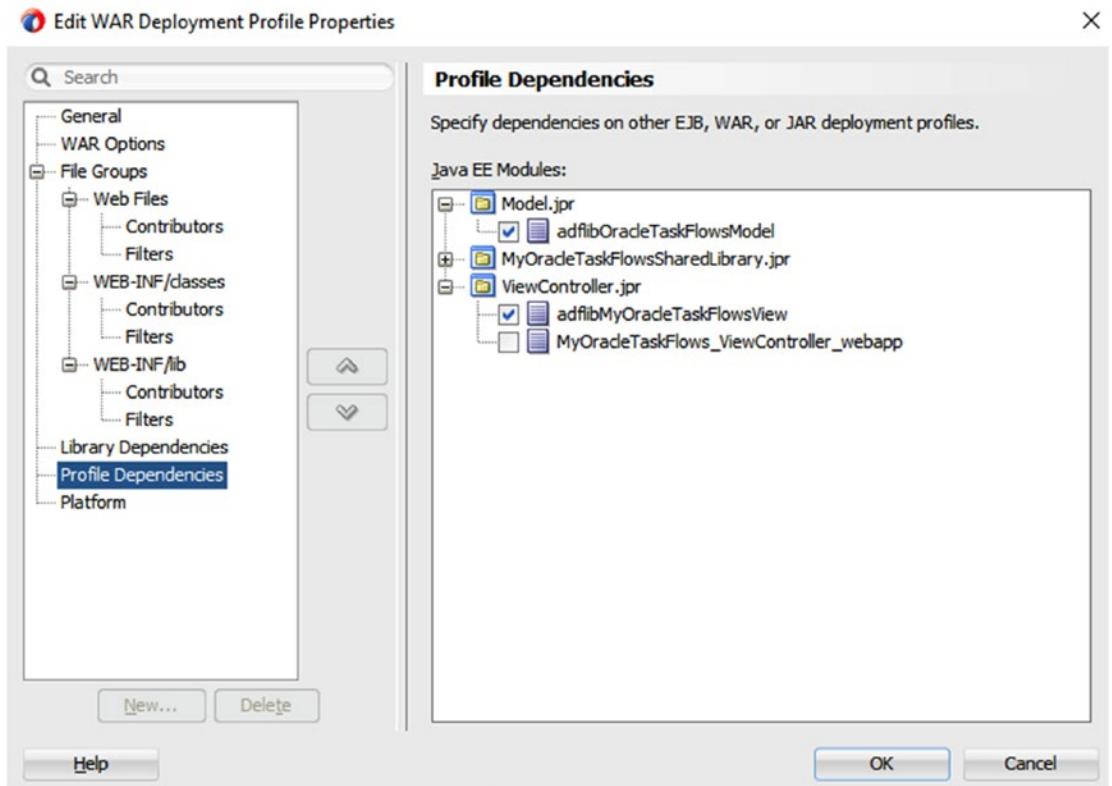 Edit WAR Deployment Profile Properties
Search
General
WAR Options
File Groups
Web Files
Contributors
Filters
WEB-INF/classes
Contributors
Filters
WEB-INF/lib
Contributors
Filters
Library Dependencies
Profile Dependencies
Platform
New...
Delete
Profile Dependencies
Specify dependencies on other EJB, WAR, or JAR deployment profiles.
Java EE Modules:
Model.jpr
adflibOracleTaskFlowsModel
MyOracleTaskFlowsSharedLibrary.jpr
ViewController.jpr
adflibMyOracleTaskFlowsView
MyOracleTaskFlows_ViewController_webapp
Help
OK
Cancel